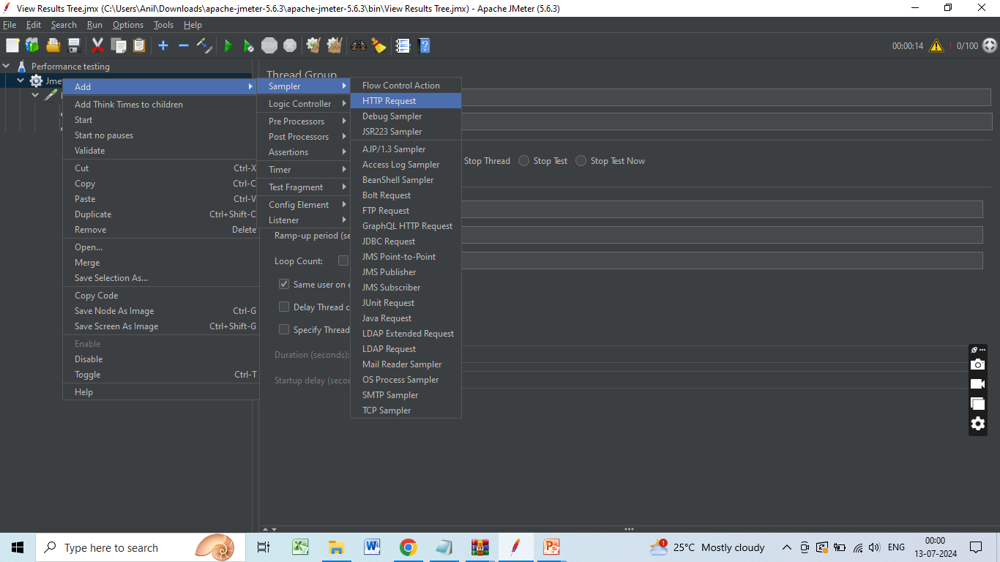 View Results Tree.jmx (C:\Users\Anil\Downloads\apache-jmeter-5.6.3\apache-jmeter-5.6.3\bin\View Results Tree.jmx) - Apache JMeter (5.6.3)
File Edit Search Run Options Tools Help
STOP 00:00:14 1 0/100
Performance testing
Jme
Thread Group
Add
Add Think Times to children
Start
Start no pauses
Validate
Cut Ctrl-X
Copy Ctrl-C
Paste Ctrl-V
Duplicate Ctrl+Shift-C
Remove Delete
Open...
Merge
Save Selection As...
Copy Code
Save Node As Image Ctrl-G
Save Screen As Image Ctrl+Shift-G
Enable
Disable
Toggle Ctrl-T
Help
Sampler
Logic Controller
Pre Processors
Post Processors
Assertions
Timer
Test Fragment
Config Element
Listener
Flow Control Action
HTTP Request
Debug Sampler
JSR223 Sampler
AJP/1.3 Sampler
Access Log Sampler
BeanShell Sampler
Bolt Request
FTP Request
GraphQL HTTP Request
JDBC Request
JMS Point-to-Point
JMS Publisher
JMS Subscriber
JUnit Request
Java Request
LDAP Extended Request
LDAP Request
Mail Reader Sampler
OS Process Sampler
SMTP Sampler
TCP Sampler
Stop Thread Stop Test Stop Test Now
Ramp-up period (se
Loop Count:
Same user on e
Delay Thread c
Specify Thread
Duration (seconds):
Startup delay (secon
Type here to search
1 25°C Mostly cloudy
ENG
00:00
13-07-2024